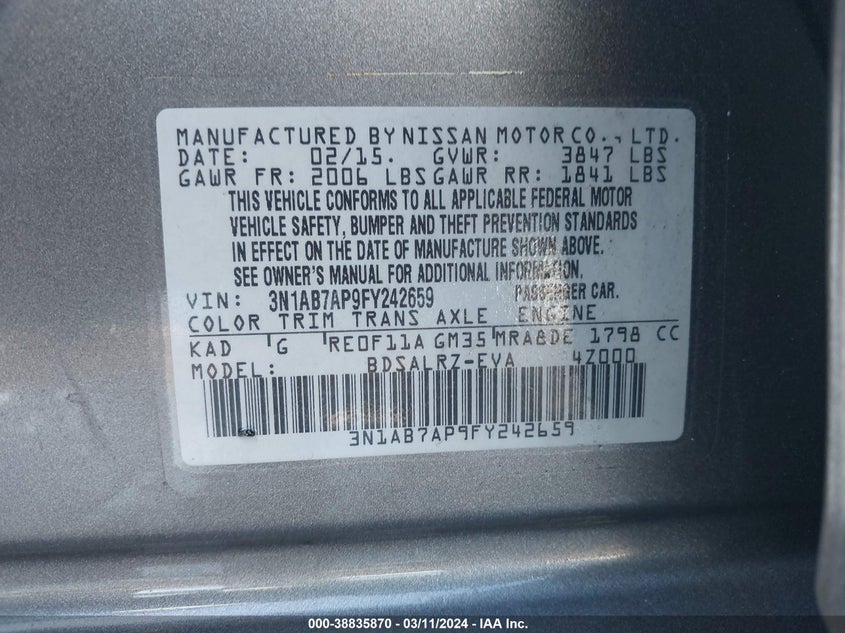 MANUFACTURED BY NISSAN MOTOR CO., LTD.
DATE: 02/15. GVWR: 3847 LBS
GAWR FR: 2006 LBS GAWR RR: 1841 LBS
THIS VEHICLE CONFORMS TO ALL APPLICABLE FEDERAL MOTOR
VEHICLE SAFETY, BUMPER AND THEFT PREVENTION STANDARDS
IN EFFECT ON THE DATE OF MANUFACTURE SHOWN ABOVE.
SEE OWNER'S MANUAL FOR ADDITIONAL INFORMATION.
VIN: 3N1AB7AP9FY242659 PASSENGER CAR.
COLOR TRIM TRANS AXLE ENGINE
KAD G RE0F11A GM35 MRA8DE 1798 CC
MODEL: BDSALRZ-EVA 4Z000
3N1AB7AP9FY242659
000-38835870 - 03/11/2024 - IAA Inc.